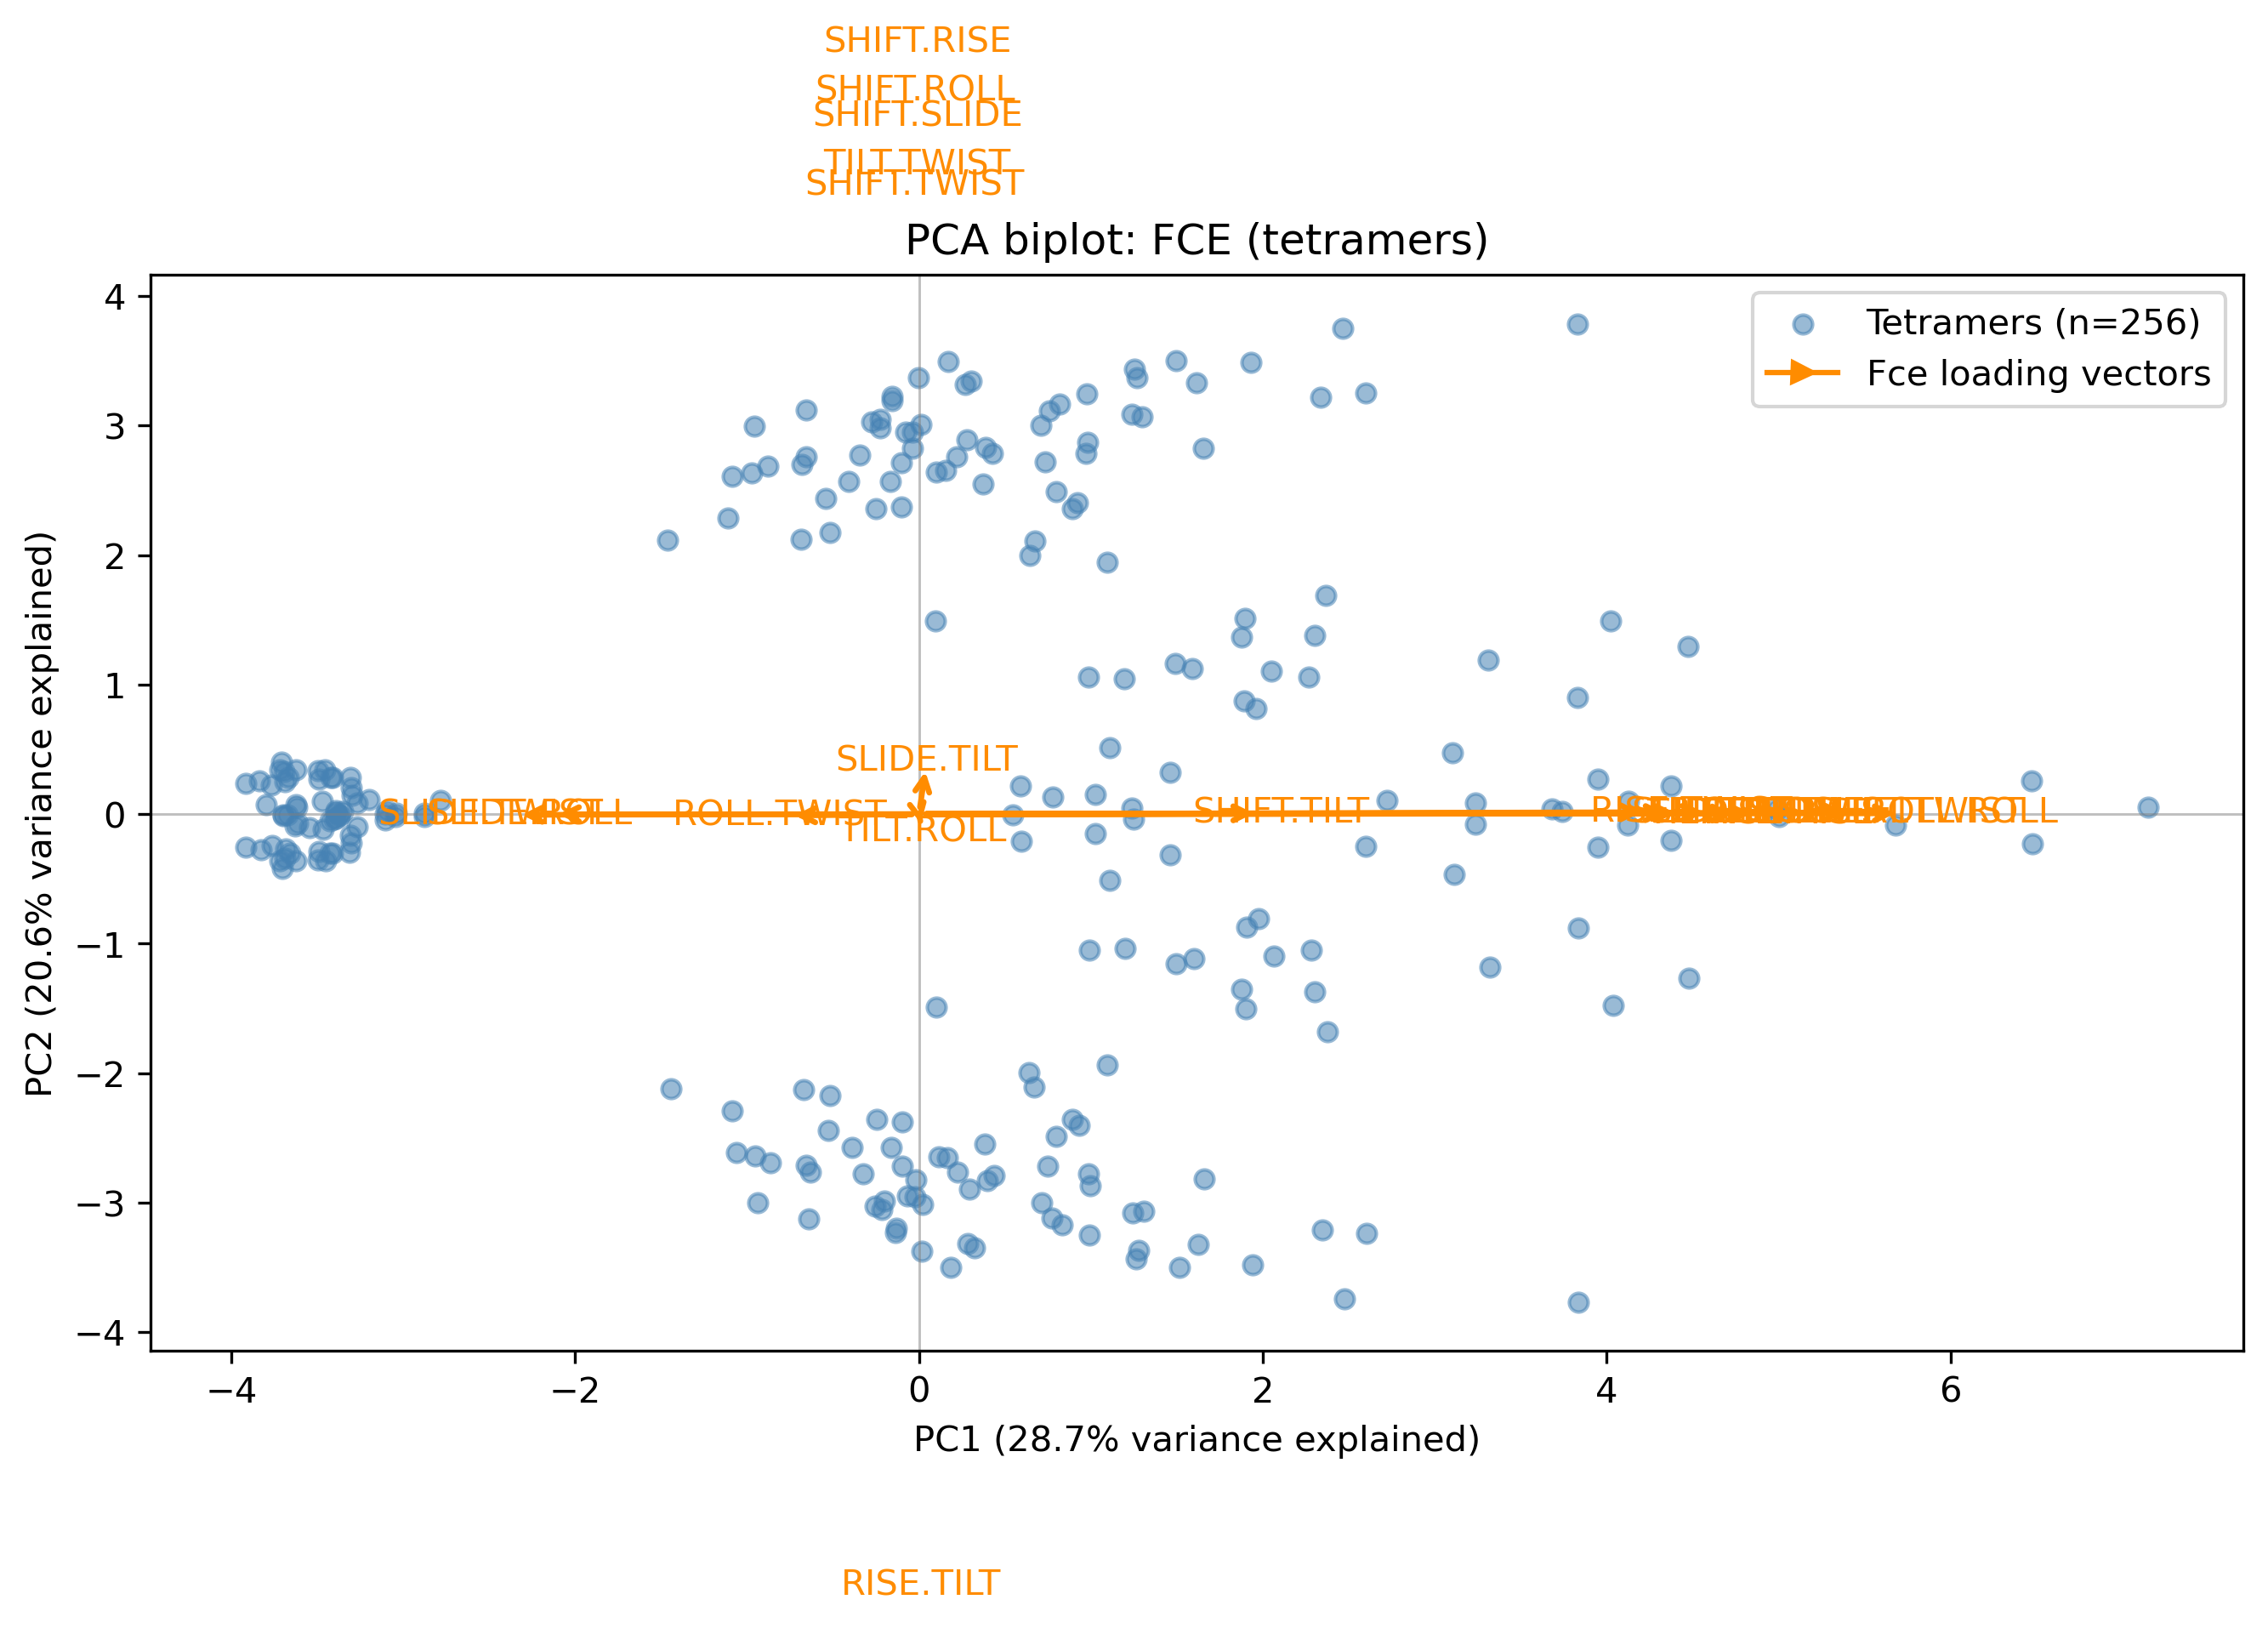 SHIFT.RISE
SHIFT.ROLL
SHIFT.SLIDE
TILT.TWIST
SHIFT.TWIST
PCA biplot: FCE (tetramers)
Tetramers (n=256)
Fce loading vectors
PC2 (20.6% variance explained)
4
3
2
1
0
−1
−2
−3
−4
SLIDE.TILT
ROLL.TWIST
TILT.ROLL
SHIFT.TILT
−4
−2
0
2
4
6
PC1 (28.7% variance explained)
RISE.TILT